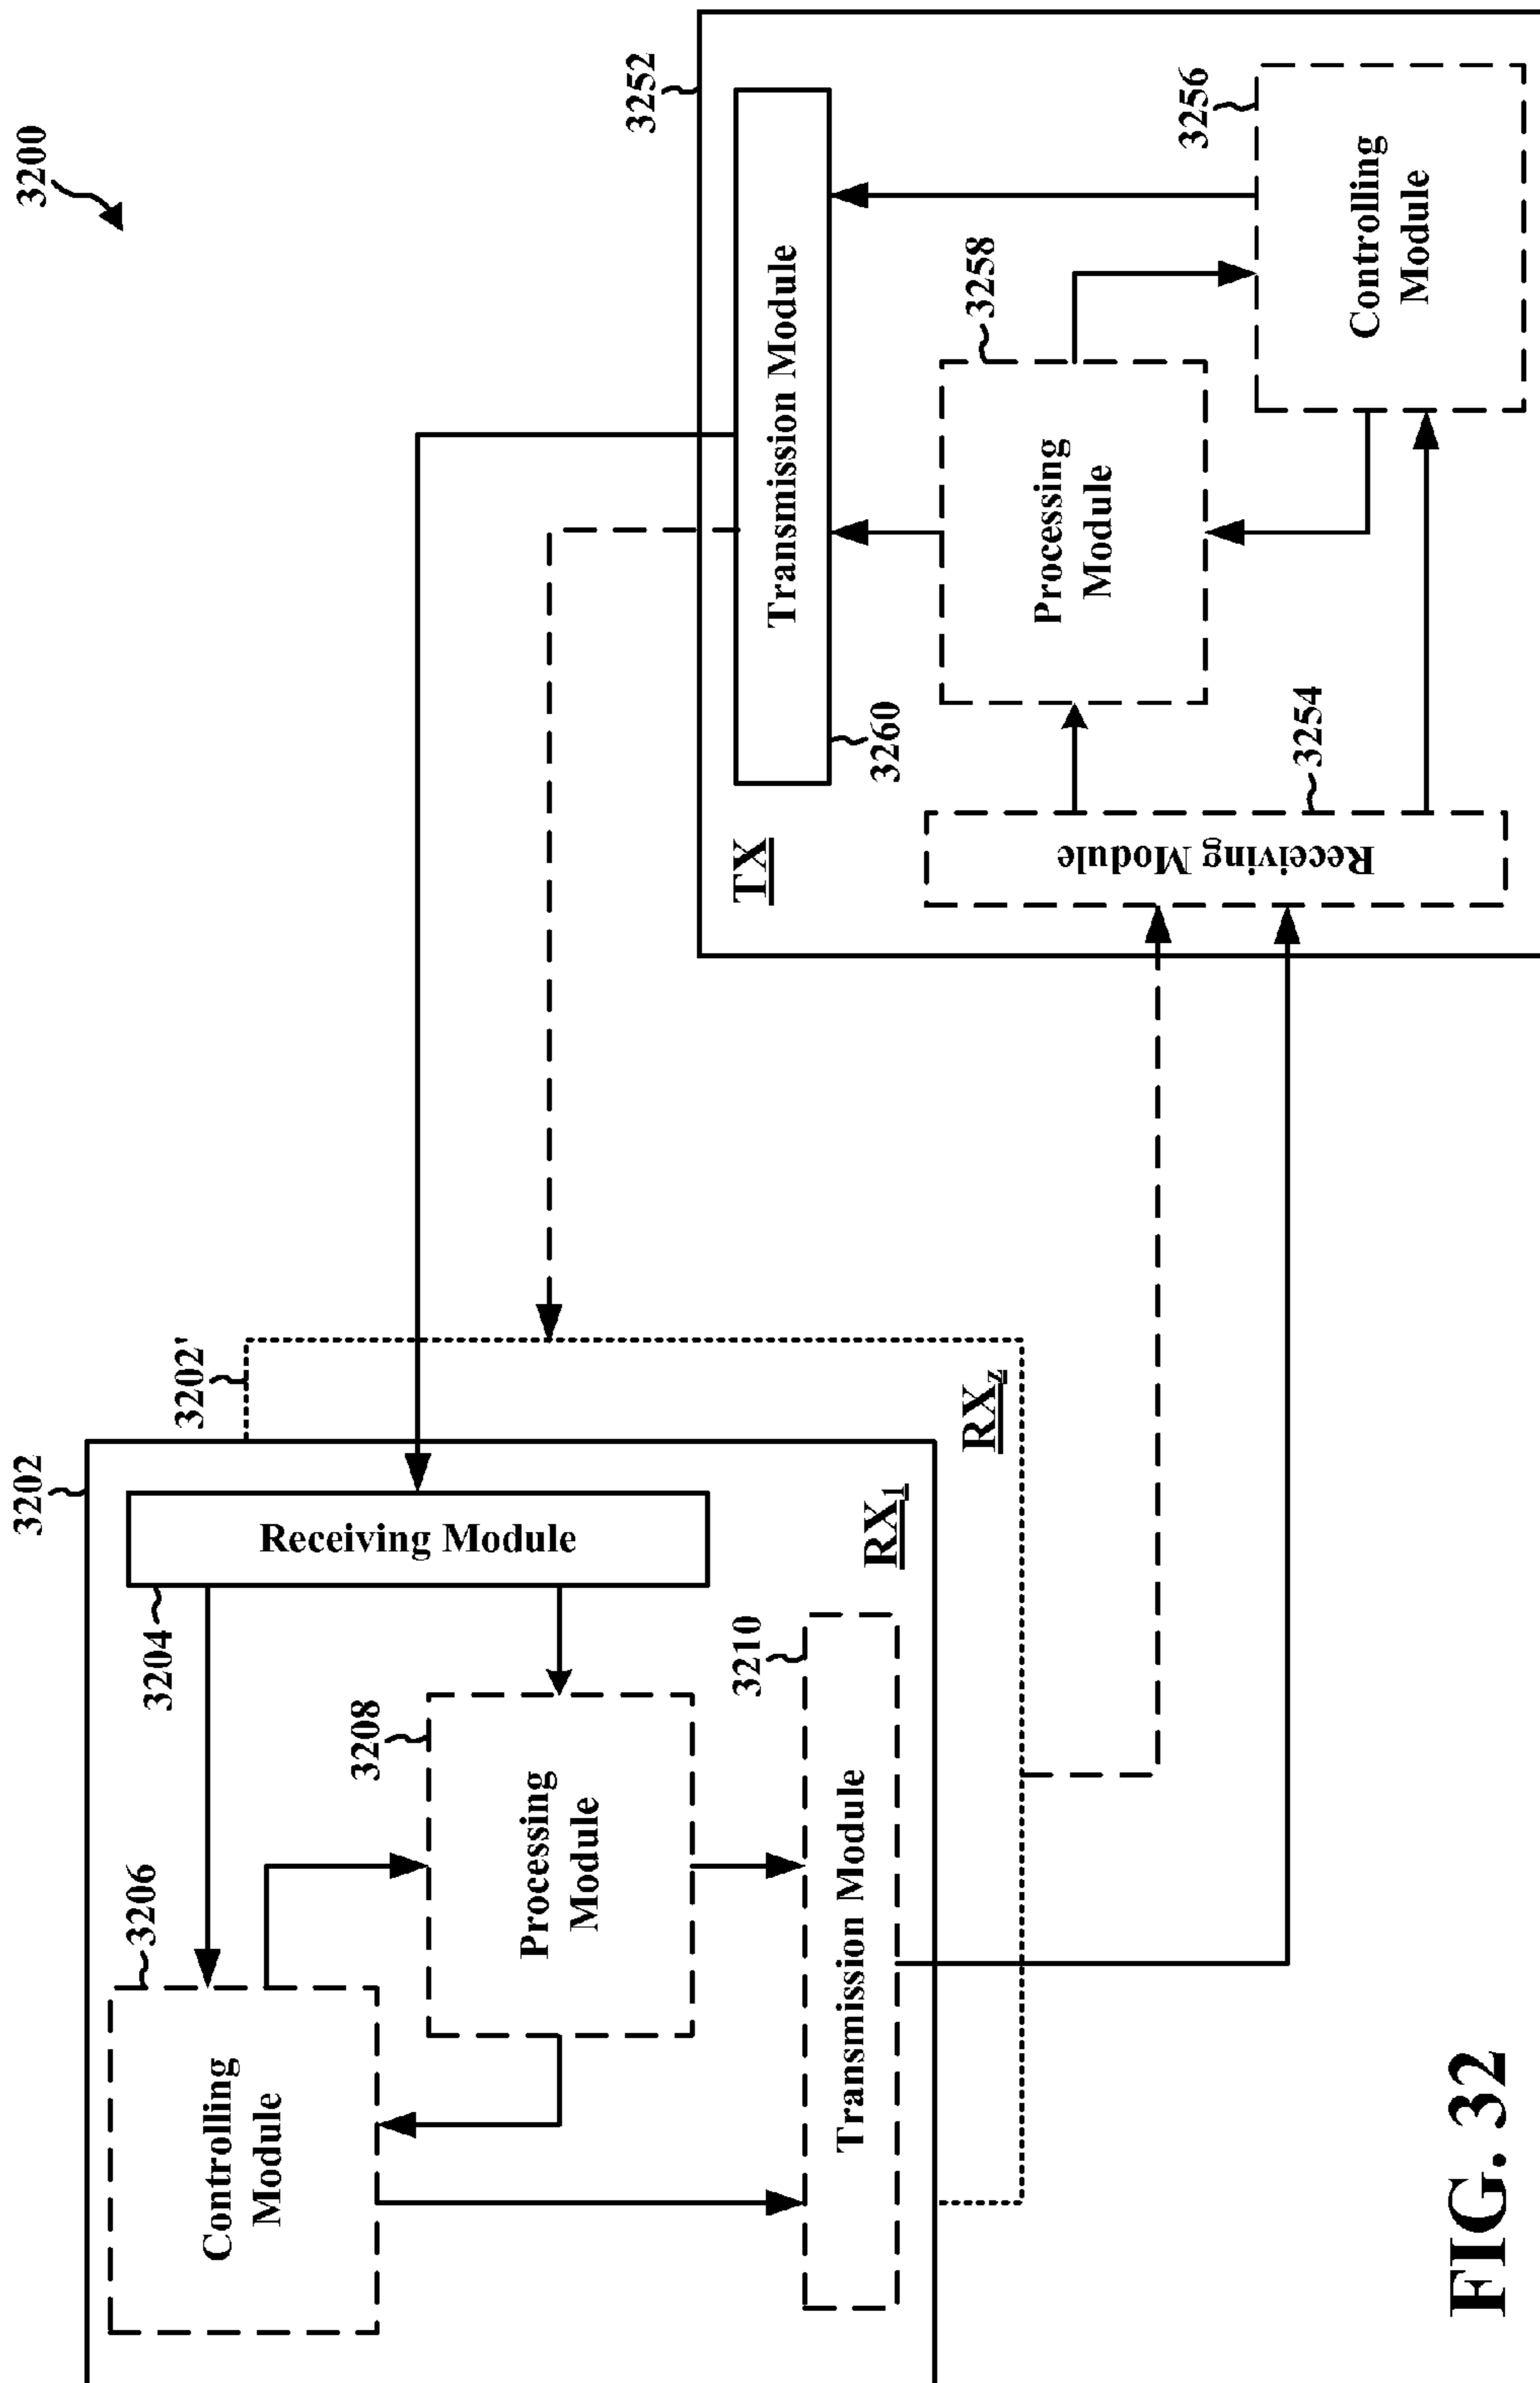 3200
3202
3202'
3204
Receiving Module
3206
Controlling
Module
3208
Processing
Module
3210
Transmission Module
RX1
RXz
3252
TX
3260
Transmission Module
3258
Processing
Module
3256
Controlling
Module
3254
Receiving Module
FIG. 32